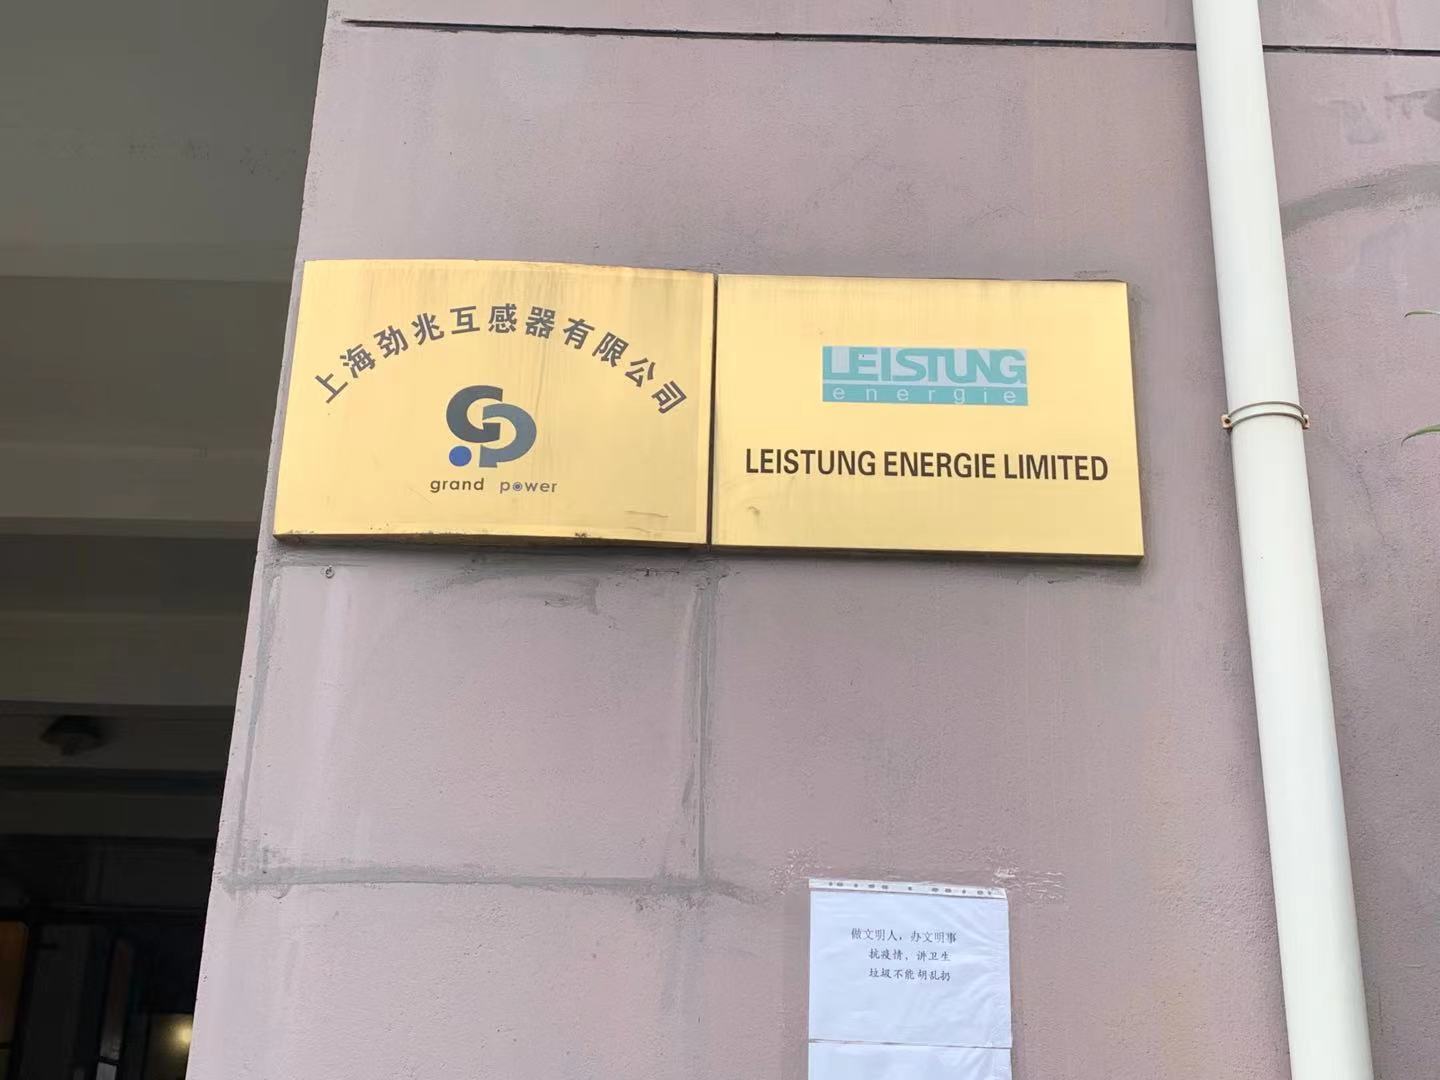 上海劲兆互感器有限公司
GP
grand power
LEISTUNG
energie
LEISTUNG ENERGIE LIMITED
做文明人，办文明事
抗疫情，讲卫生
垃圾不能胡乱扔